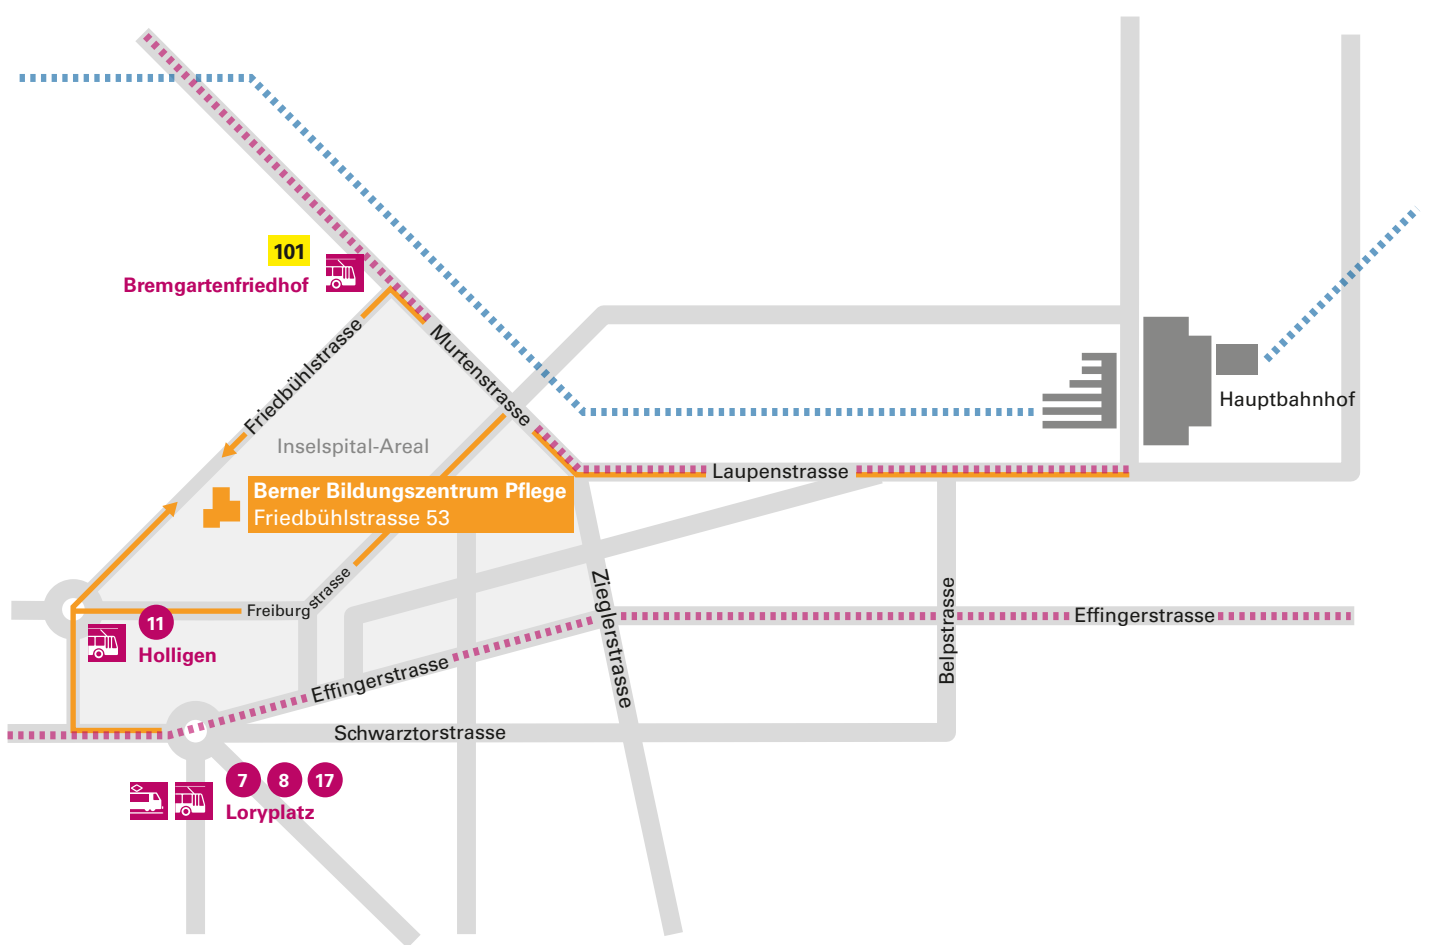 101
Bremgartenfriedhof
Friedbühlstrasse
Murtenstrasse
Hauptbahnhof
Inselspital-Areal
Laupenstrasse
Berner Bildungszentrum Pflege
Friedbühlstrasse 53
Freiburgstrasse
Zieglerstrasse
Belpstrasse
11
Holligen
Effingerstrasse
Effingerstrasse
Schwarztorstrasse
7 8 17
Loryplatz